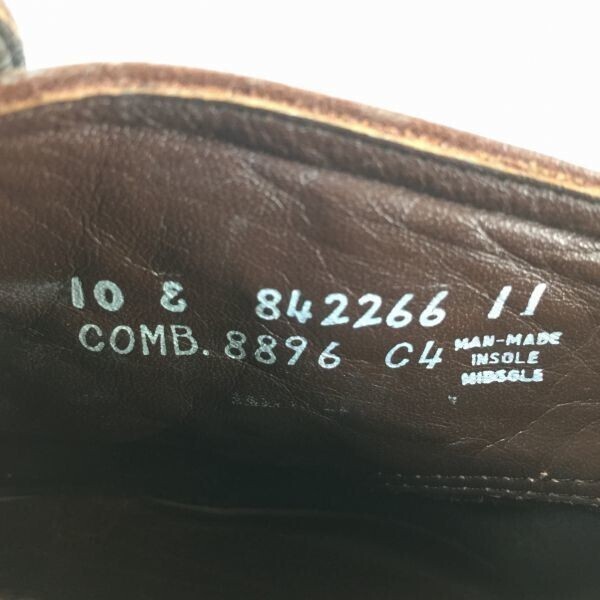 10 E 842266 11
COMB. 8896 C4 MAN-MADE
INSOLE
MIDSOLE